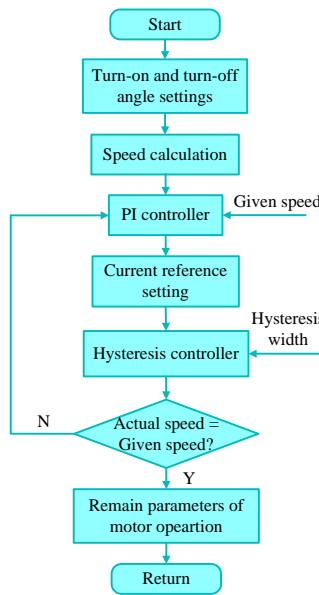 Start
Turn-on and turn-off
angle settings
Speed calculation
Given speed
PI controller
Current reference
setting
Hysteresis
width
Hysteresis controller
Actual speed =
Given speed?
N
Y
Remain parameters of
motor opeartion
Return